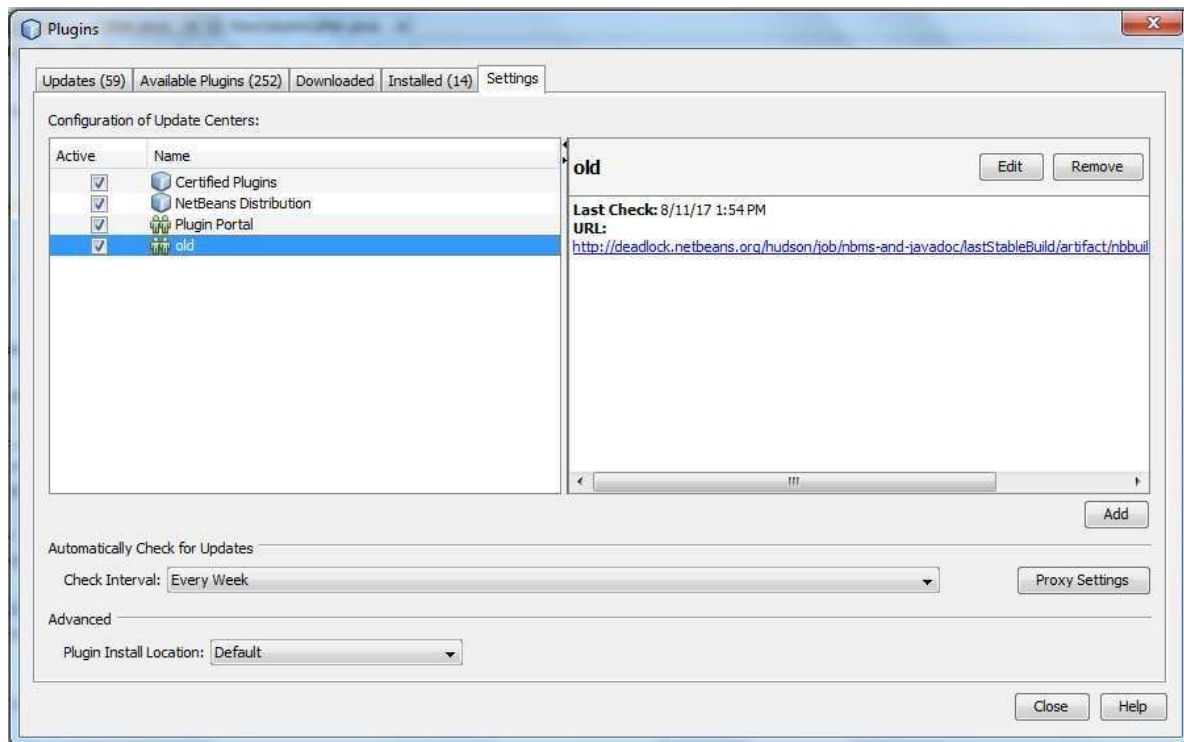 Plugins
Updates (59) Available Plugins (252) Downloaded Installed (14) Settings
Configuration of Update Centers:
Active Name
Certified Plugins
NetBeans Distribution
Plugin Portal
old
old
Edit Remove
Last Check: 8/11/17 1:54 PM
URL:
http://deadlock.netbeans.org/hudson/job/nbms-and-javadoc/lastStableBuild/artifact/nbbuil
Add
Automatically Check for Updates
Check Interval: Every Week
Proxy Settings
Advanced
Plugin Install Location: Default
Close Help